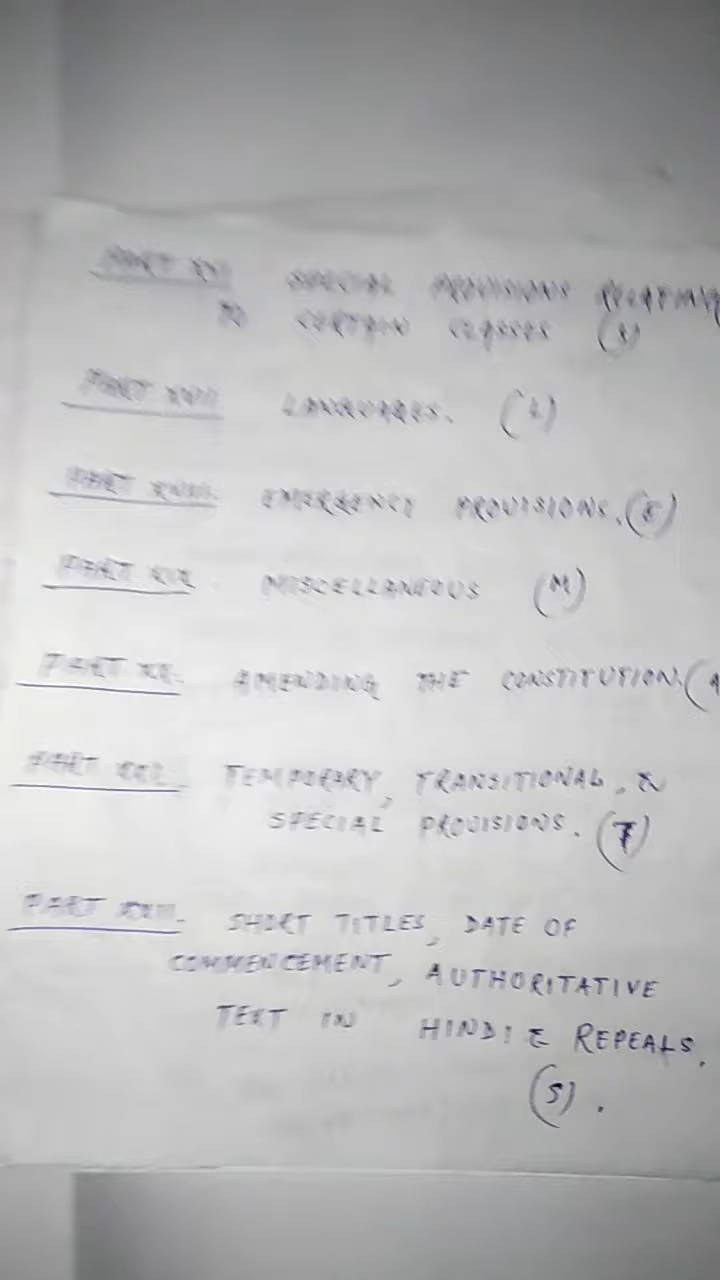 PART XVI SPECIAL PROVISIONS RELATING
TO CERTAIN CLASSES
PART XVII LANGUAGES. (L)
PART XVIII. EMERGENCY PROVISIONS. (E)
PART XIX MISCELLANEOUS (M)
PART XX. AMENDING THE CONSTITUTION. (A
PART XXI TEMPORARY, TRANSITIONAL, &
SPECIAL PROVISIONS. (T)
PART XXII. SHORT TITLES, DATE OF
COMMENCEMENT, AUTHORITATIVE
TEXT IN HINDI & REPEALS.
(S).